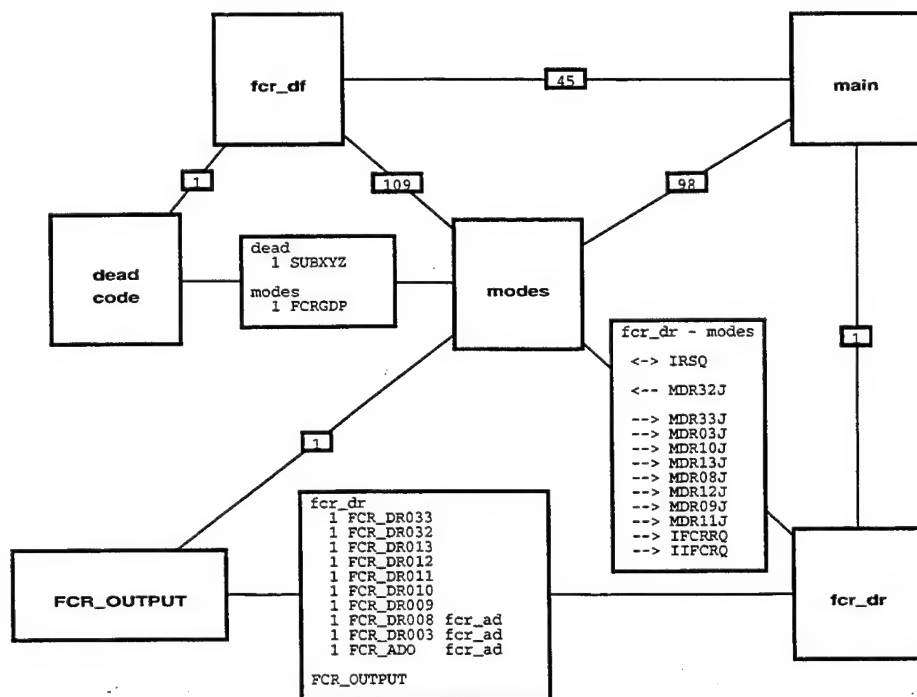 fcr_df
45
main
1
109
98
dead
code
dead
1 SUBXYZ
modes
1 FCRGDP
modes
fcr_dr - modes
<-> IRSQ
<-- MDR32J
--> MDR33J
--> MDR03J
--> MDR10J
--> MDR13J
--> MDR08J
--> MDR12J
--> MDR09J
--> MDR11J
--> IFCRRQ
--> IIFCRQ
1
1
FCR_OUTPUT
fcr_dr
1 FCR_DR033
1 FCR_DR032
1 FCR_DR013
1 FCR_DR012
1 FCR_DR011
1 FCR_DR010
1 FCR_DR009
1 FCR_DR008 fcr_ad
1 FCR_DR003 fcr_ad
1 FCR_ADO fcr_ad
FCR_OUTPUT
fcr_dr